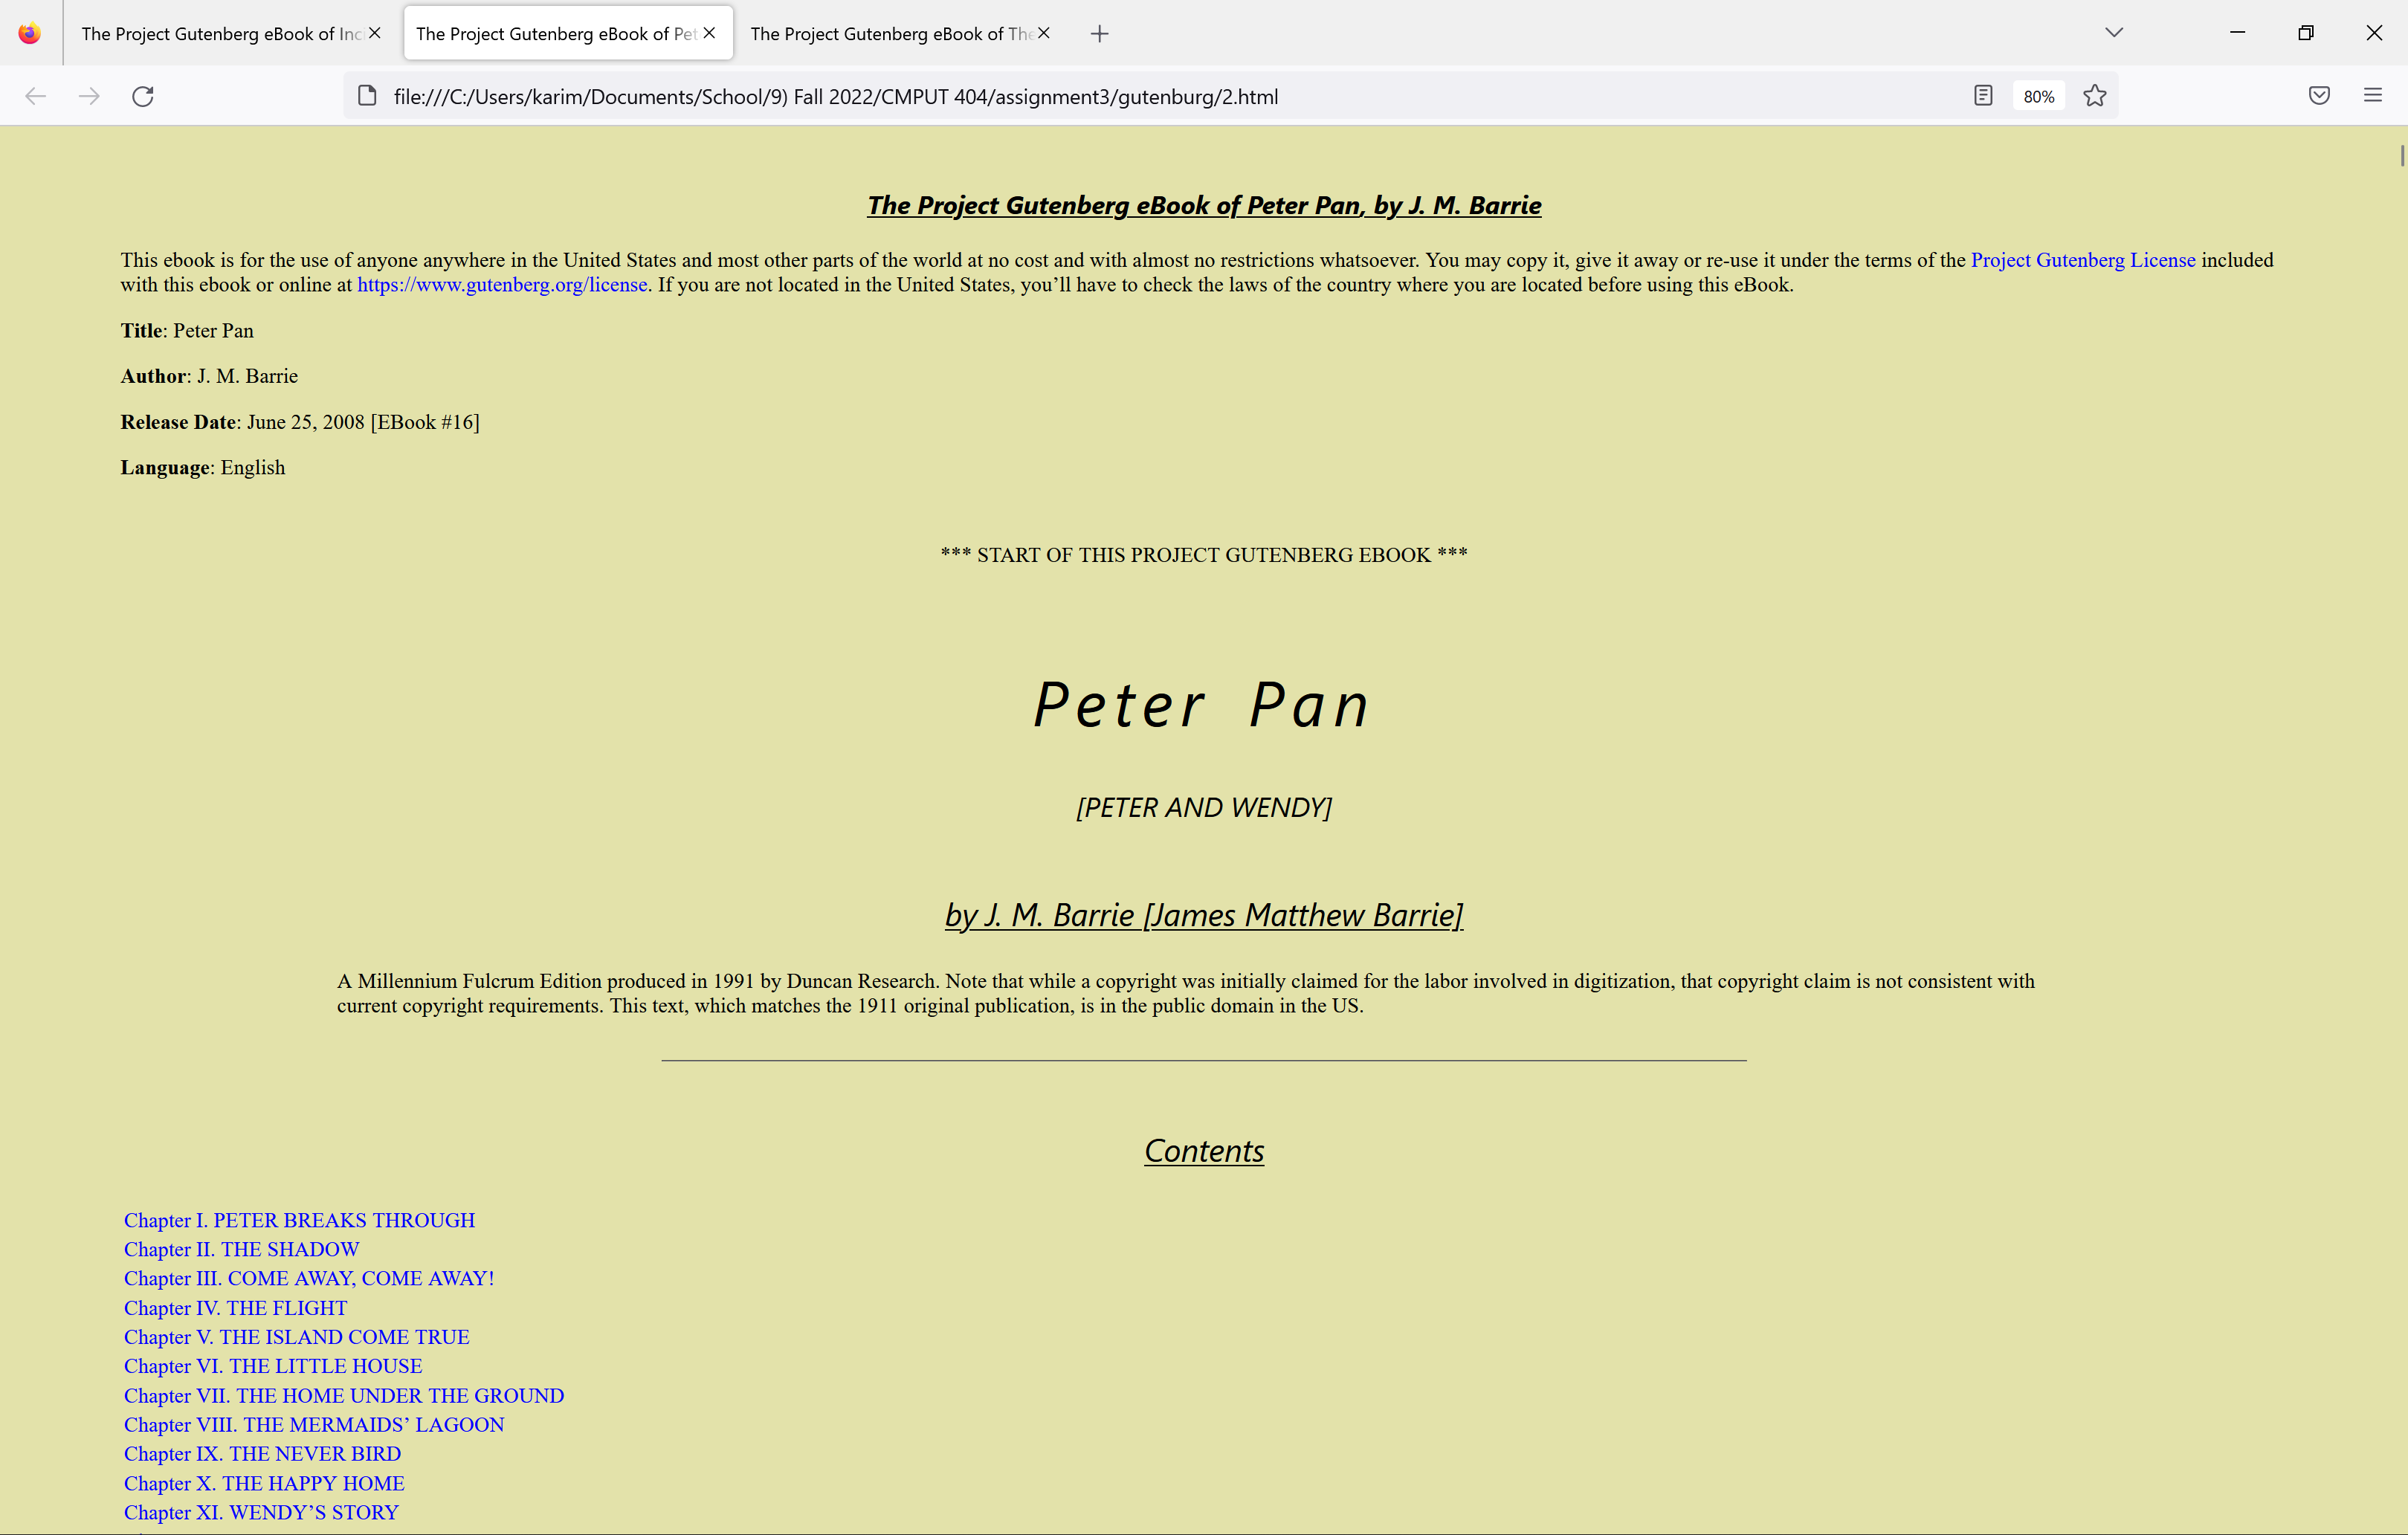 The Project Gutenberg eBook of Inc
The Project Gutenberg eBook of Pet
The Project Gutenberg eBook of The
file:///C:/Users/karim/Documents/School/9) Fall 2022/CMPUT 404/assignment3/gutenburg/2.html
80%
The Project Gutenberg eBook of Peter Pan, by J. M. Barrie
This ebook is for the use of anyone anywhere in the United States and most other parts of the world at no cost and with almost no restrictions whatsoever. You may copy it, give it away or re-use it under the terms of the Project Gutenberg License included
with this ebook or online at https://www.gutenberg.org/license. If you are not located in the United States, you’ll have to check the laws of the country where you are located before using this eBook.
Title: Peter Pan
Author: J. M. Barrie
Release Date: June 25, 2008 [EBook #16]
Language: English
*** START OF THIS PROJECT GUTENBERG EBOOK ***
Peter Pan
[PETER AND WENDY]
by J. M. Barrie [James Matthew Barrie]
A Millennium Fulcrum Edition produced in 1991 by Duncan Research. Note that while a copyright was initially claimed for the labor involved in digitization, that copyright claim is not consistent with
current copyright requirements. This text, which matches the 1911 original publication, is in the public domain in the US.
Contents
Chapter I. PETER BREAKS THROUGH
Chapter II. THE SHADOW
Chapter III. COME AWAY, COME AWAY!
Chapter IV. THE FLIGHT
Chapter V. THE ISLAND COME TRUE
Chapter VI. THE LITTLE HOUSE
Chapter VII. THE HOME UNDER THE GROUND
Chapter VIII. THE MERMAIDS’ LAGOON
Chapter IX. THE NEVER BIRD
Chapter X. THE HAPPY HOME
Chapter XI. WENDY’S STORY